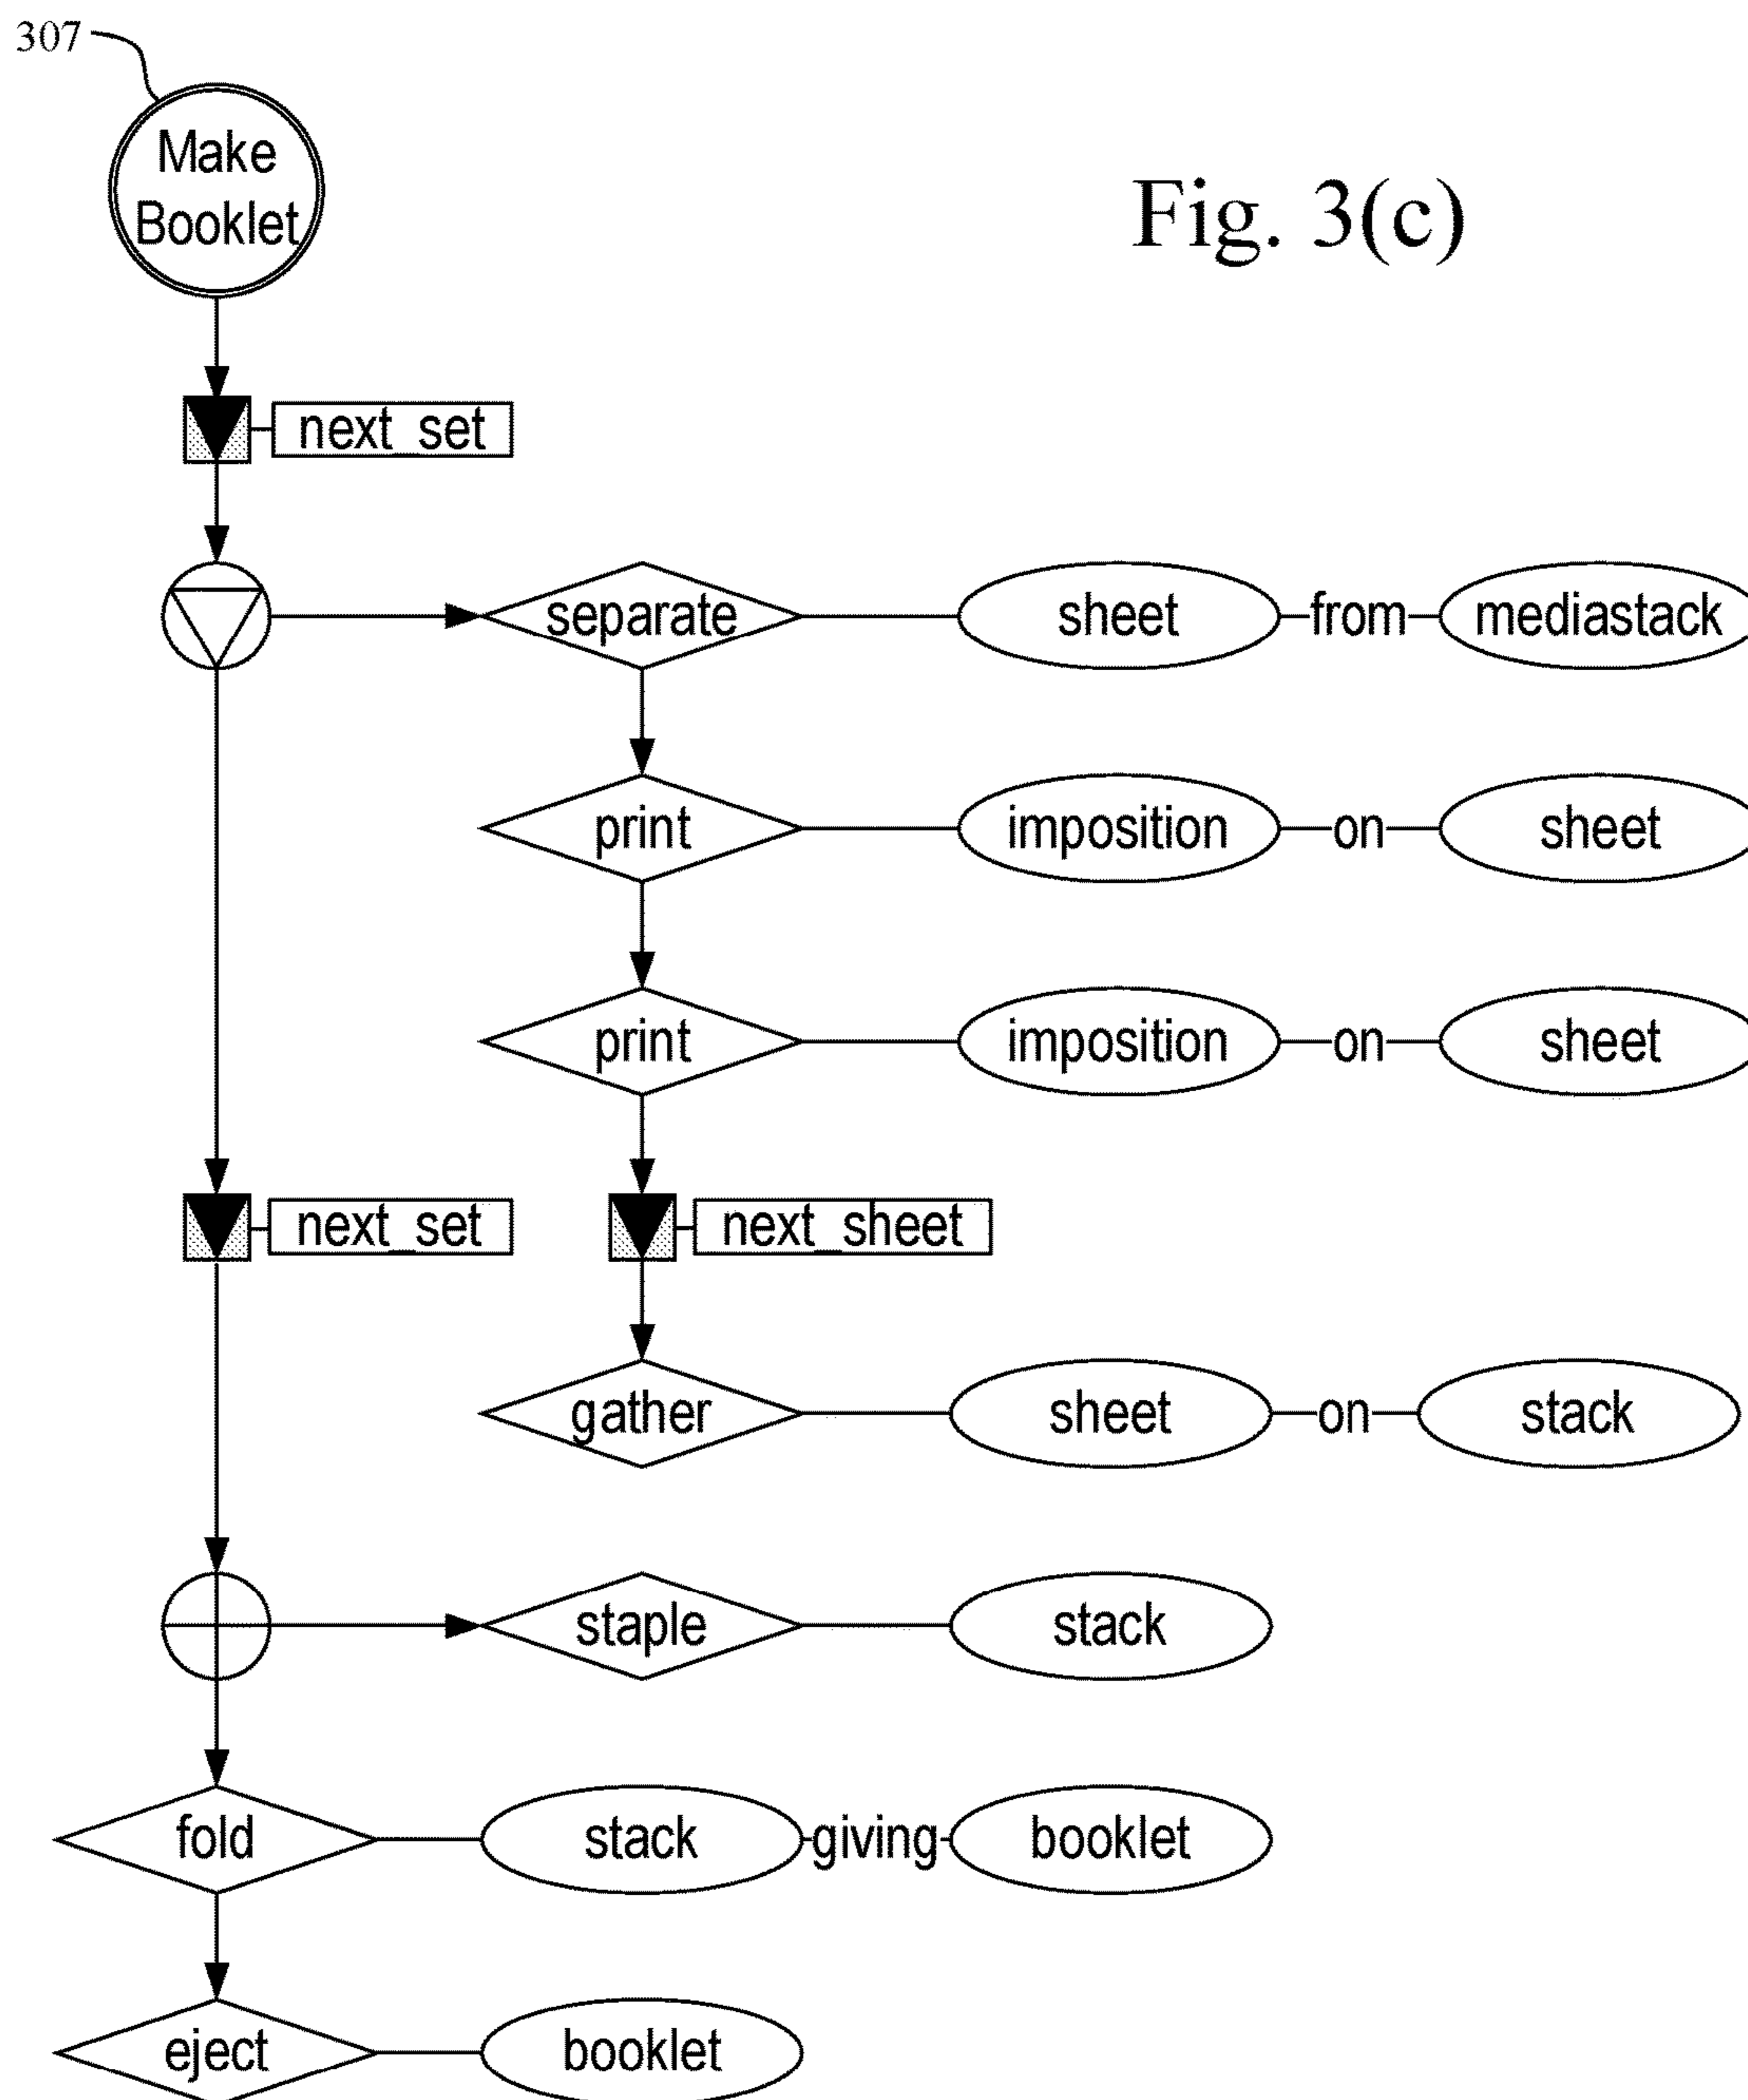 307
Make
Booklet
Fig. 3(c)
next_set
separate sheet from mediastack
print imposition on sheet
print imposition on sheet
next_set next_sheet
gather sheet on stack
staple stack
fold stack giving booklet
eject booklet